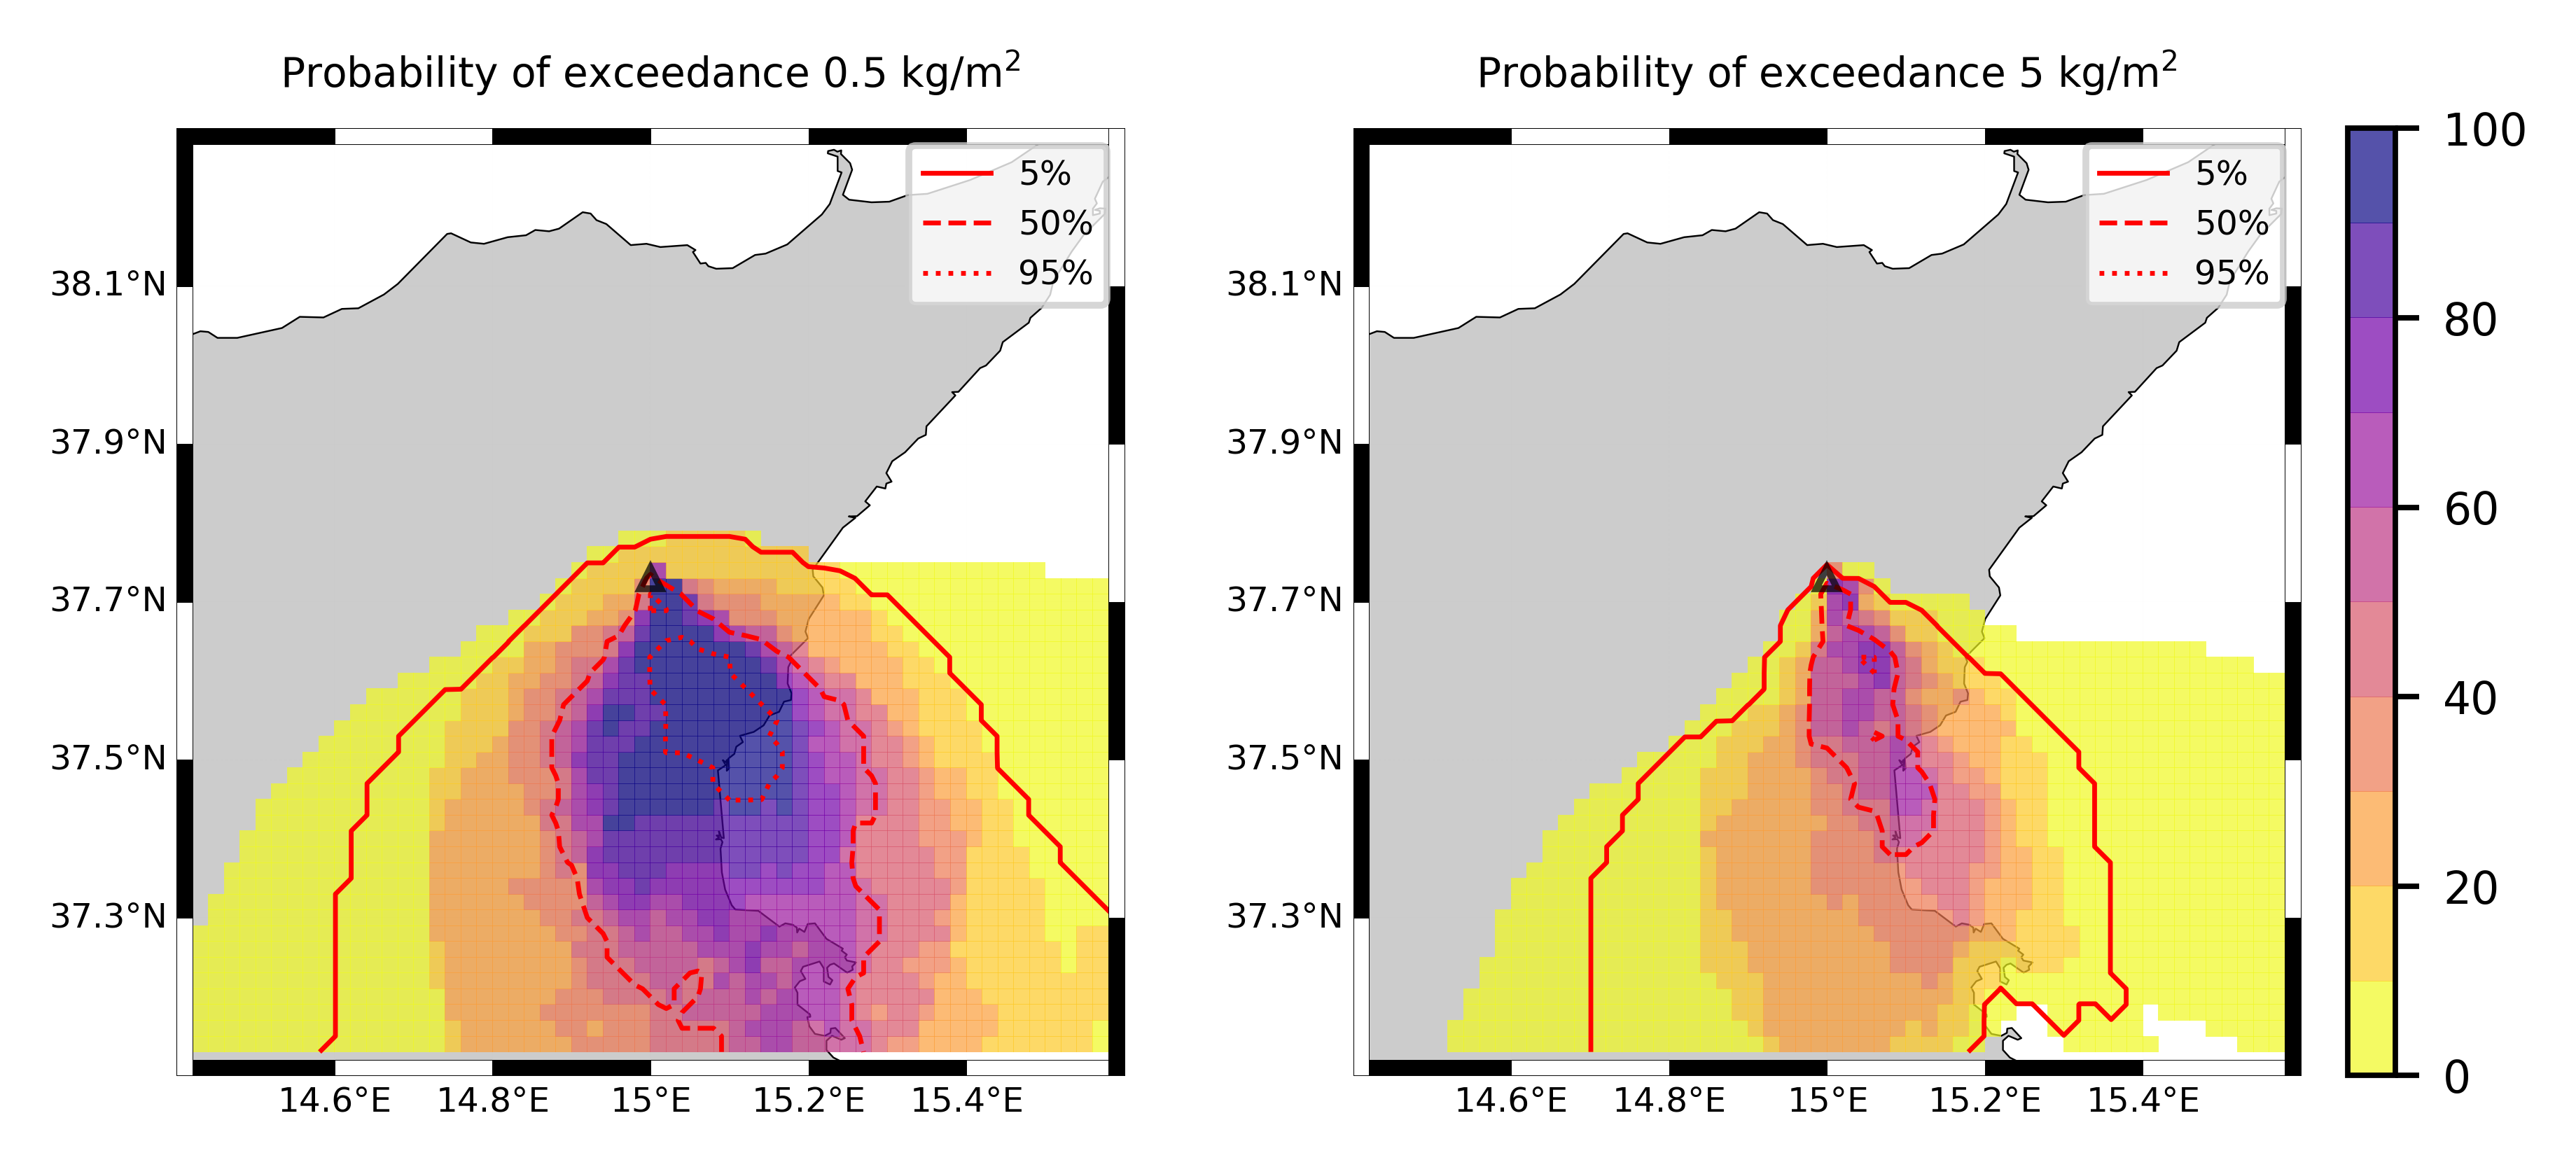 Probability of exceedance 0.5 kg/m²
5%
50%
95%
38.1°N
37.9°N
37.7°N
37.5°N
37.3°N
14.6°E 14.8°E 15°E 15.2°E 15.4°E
Probability of exceedance 5 kg/m²
5%
50%
95%
38.1°N
37.9°N
37.7°N
37.5°N
37.3°N
14.6°E 14.8°E 15°E 15.2°E 15.4°E
100
80
60
40
20
0